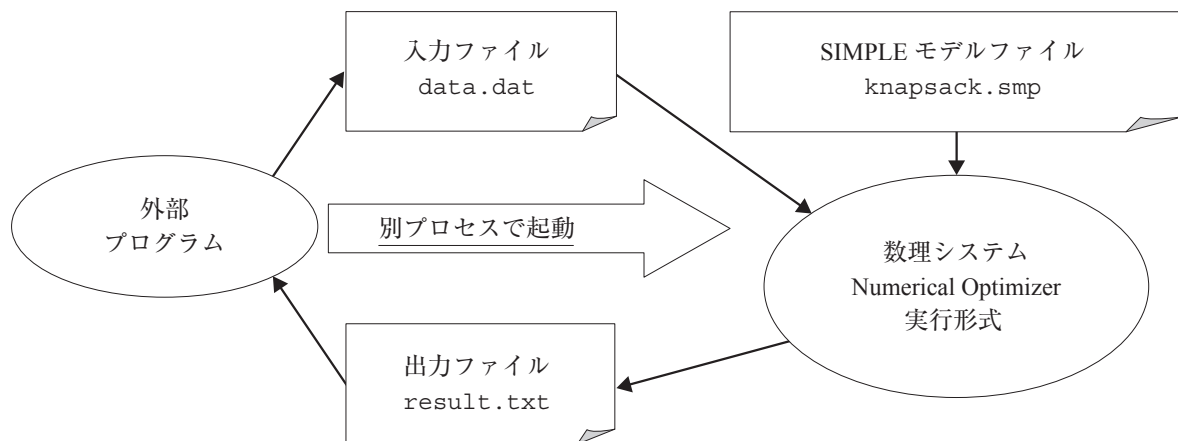 入力ファイル
data.dat
SIMPLE モデルファイル
knapsack.smp
外部
プログラム
別プロセスで起動
数理システム
Numerical Optimizer
実行形式
出力ファイル
result.txt